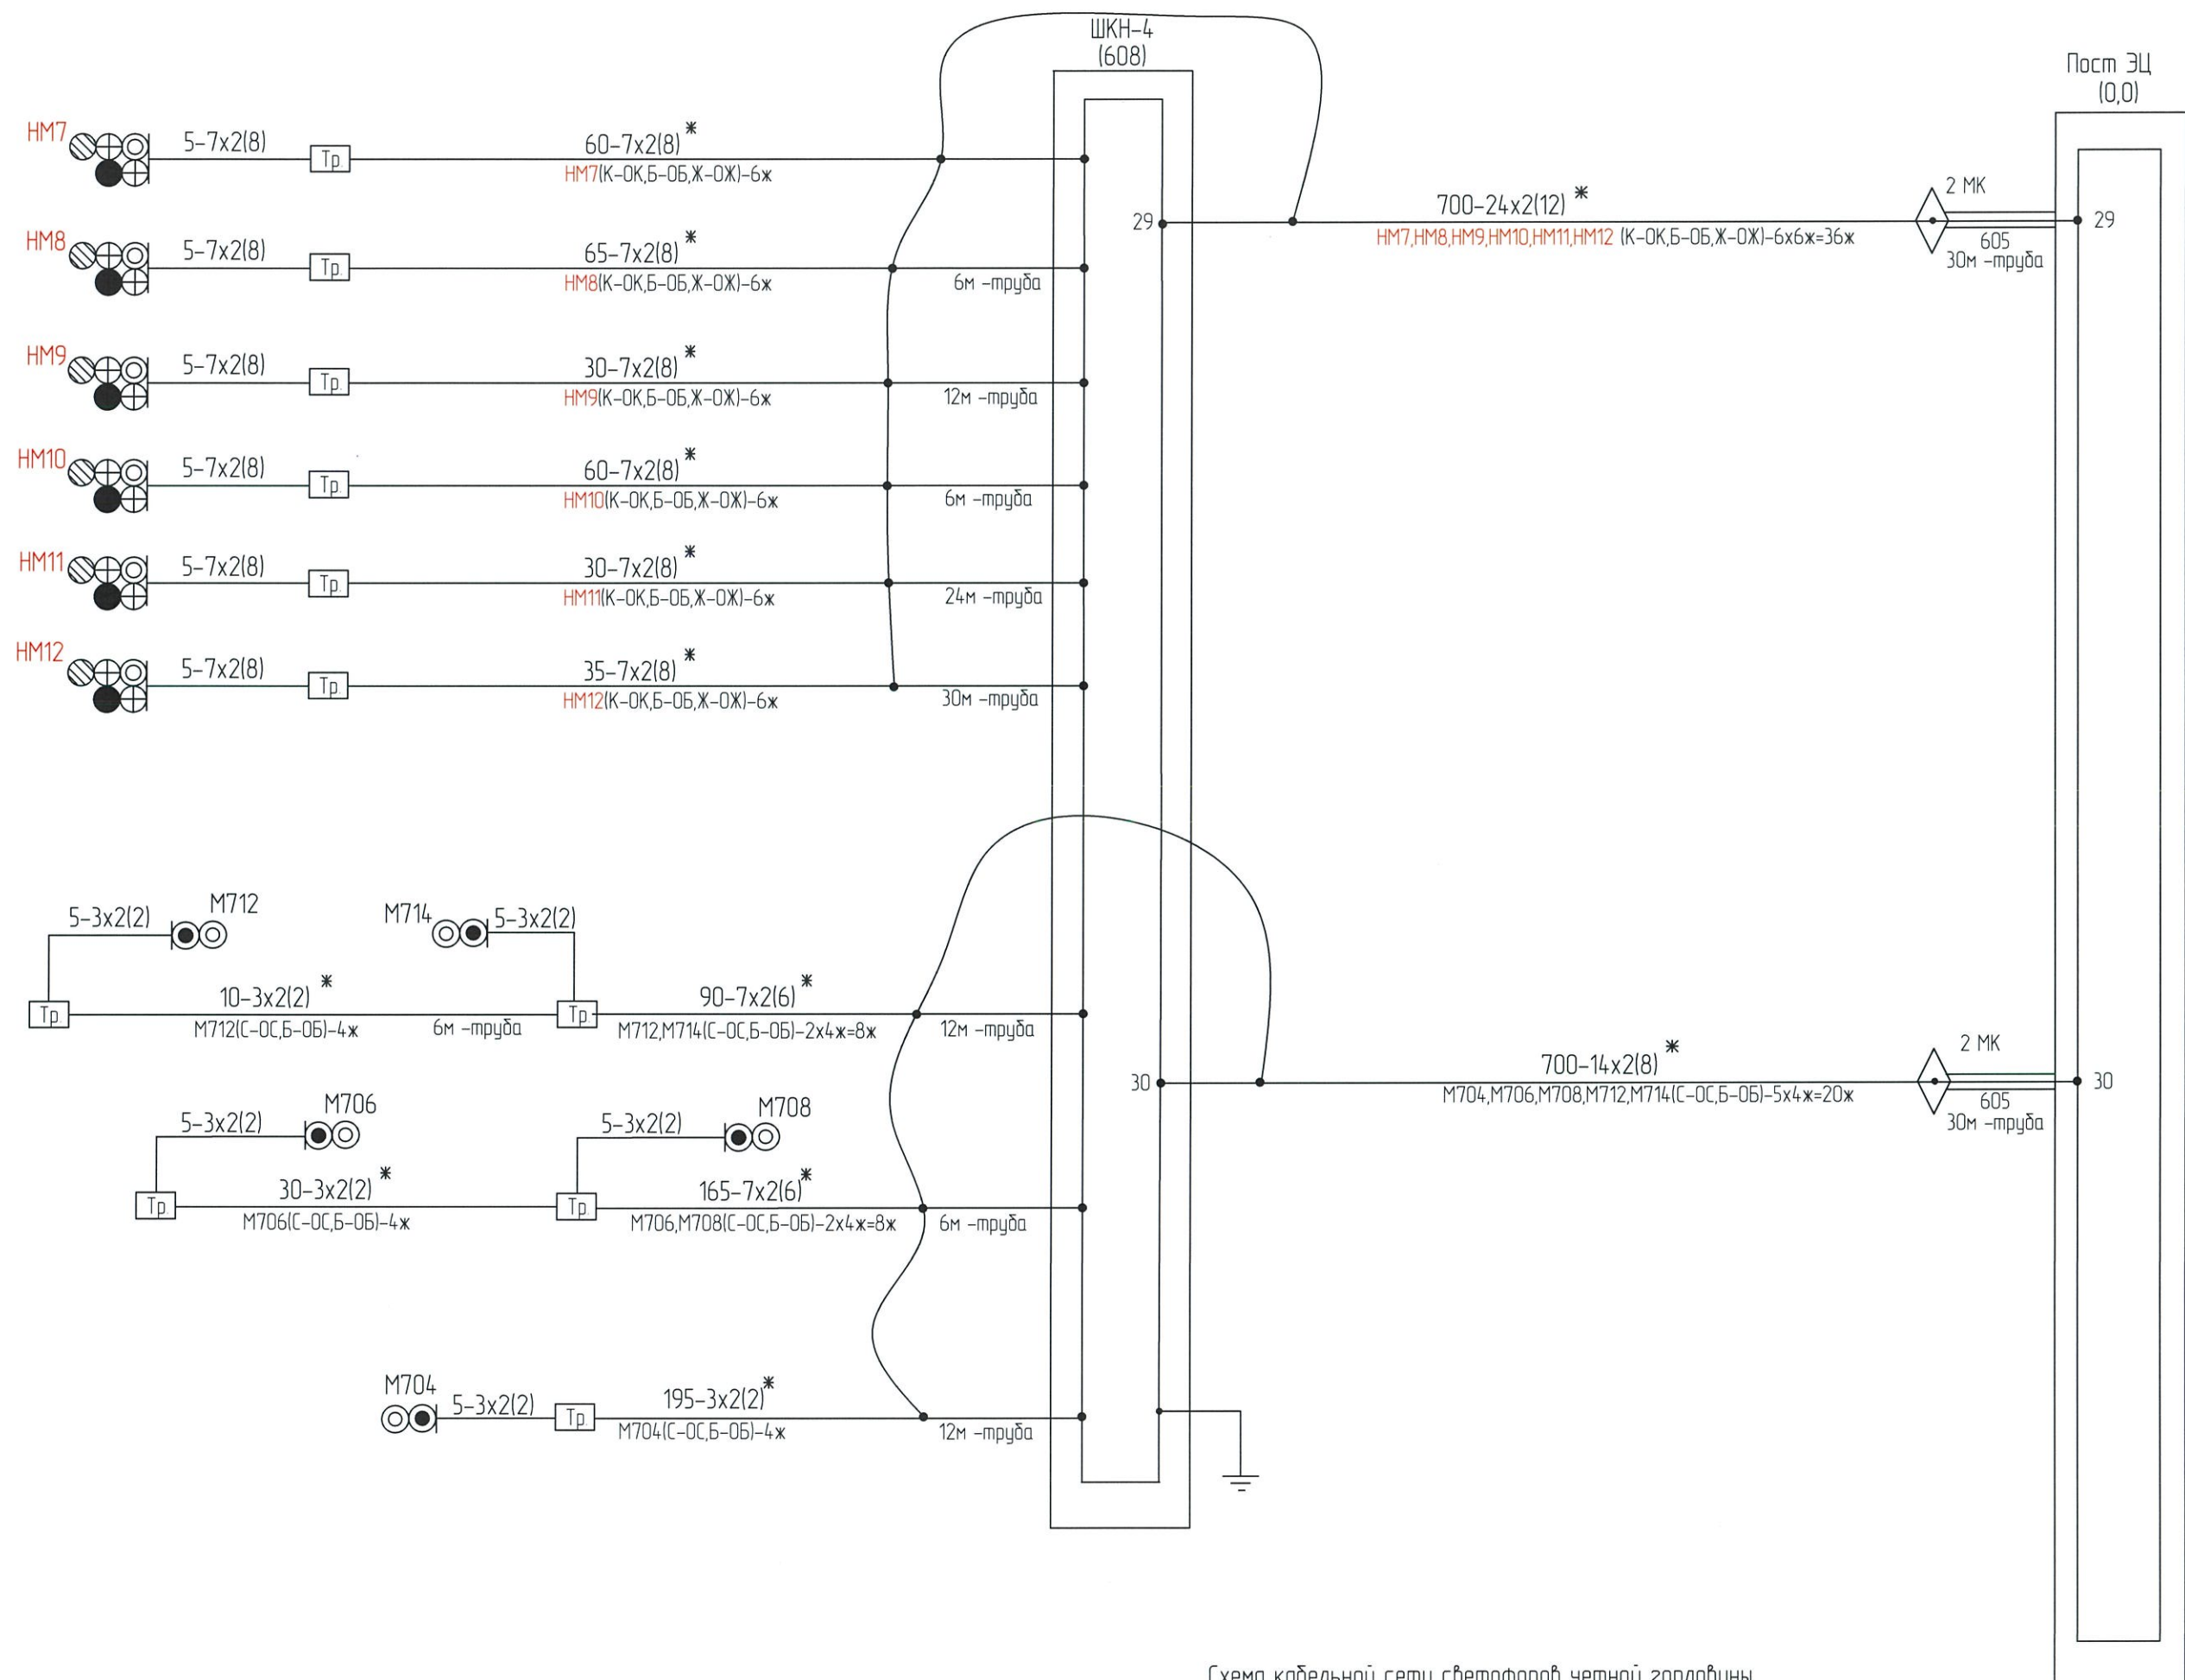 ШКН-4
(608)
Пост ЭЦ
(0,0)
НМ7
5-7х2(8)
Тр.
60-7х2(8)*
НМ7(К-ОК,Б-ОБ,Ж-ОЖ)-6ж
29
700-24х2(12)*
НМ7,НМ8,НМ9,НМ10,НМ11,НМ12 (К-ОК,Б-ОБ,Ж-ОЖ)-6х6ж=36ж
2 МК
605
30м -труба
29
НМ8
5-7х2(8)
Тр.
65-7х2(8)*
НМ8(К-ОК,Б-ОБ,Ж-ОЖ)-6ж
6м -труба
НМ9
5-7х2(8)
Тр.
30-7х2(8)*
НМ9(К-ОК,Б-ОБ,Ж-ОЖ)-6ж
12м -труба
НМ10
5-7х2(8)
Тр.
60-7х2(8)*
НМ10(К-ОК,Б-ОБ,Ж-ОЖ)-6ж
6м -труба
НМ11
5-7х2(8)
Тр.
30-7х2(8)*
НМ11(К-ОК,Б-ОБ,Ж-ОЖ)-6ж
24м -труба
НМ12
5-7х2(8)
Тр.
35-7х2(8)*
НМ12(К-ОК,Б-ОБ,Ж-ОЖ)-6ж
30м -труба
5-3х2(2)
М712
М714
5-3х2(2)
Тр.
10-3х2(2)*
М712(С-ОС,Б-ОБ)-4ж
6м -труба
Тр.
90-7х2(6)*
М712,М714(С-ОС,Б-ОБ)-2х4ж=8ж
12м -труба
30
700-14х2(8)*
М704,М706,М708,М712,М714(С-ОС,Б-ОБ)-5х4ж=20ж
2 МК
605
30м -труба
30
5-3х2(2)
М706
5-3х2(2)
М708
Тр.
30-3х2(2)*
М706(С-ОС,Б-ОБ)-4ж
Тр.
165-7х2(6)*
М706,М708(С-ОС,Б-ОБ)-2х4ж=8ж
6м -труба
М704
5-3х2(2)
Тр.
195-3х2(2)*
М704(С-ОС,Б-ОБ)-4ж
12м -труба
Схема кабельной сети светофоров четной горловины